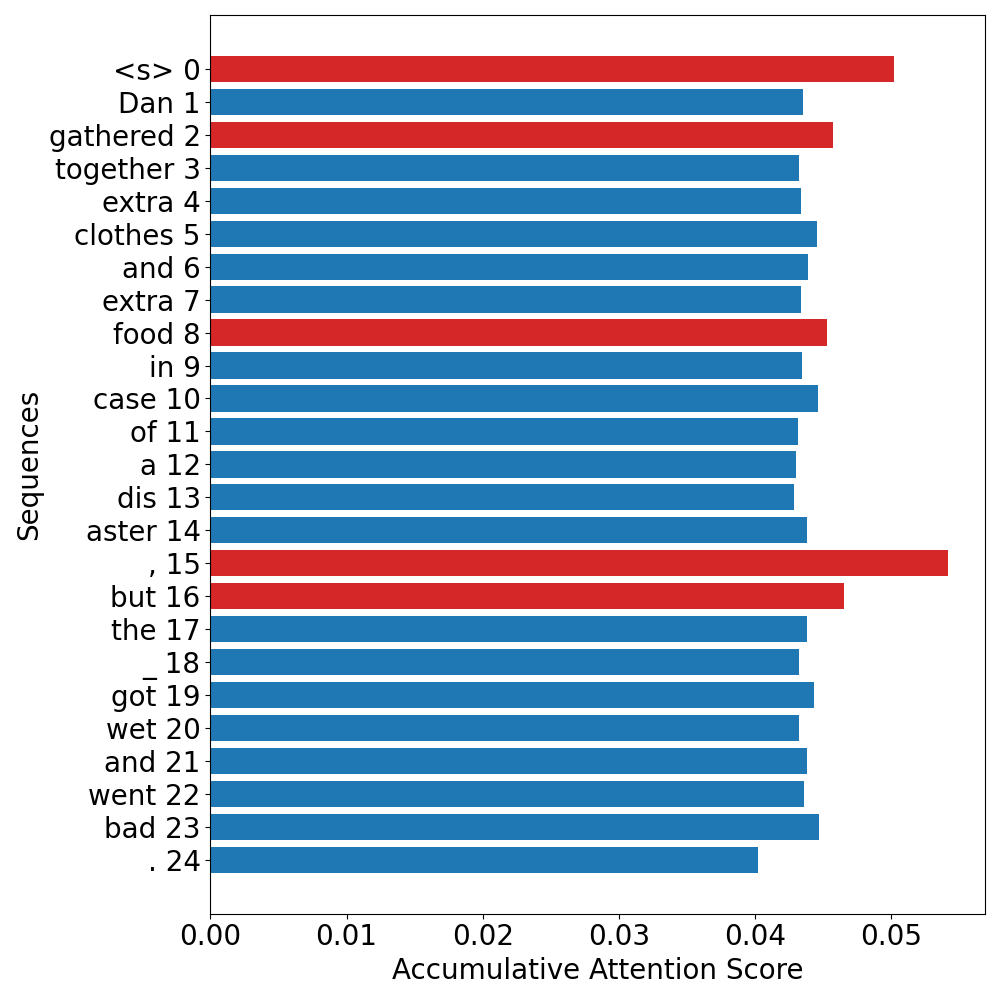 <s> 0
Dan 1
gathered 2
together 3
extra 4
clothes 5
and 6
extra 7
food 8
in 9
case 10
of 11
a 12
dis 13
aster 14
, 15
but 16
the 17
_ 18
got 19
wet 20
and 21
went 22
bad 23
. 24
Sequences
0.00 0.01 0.02 0.03 0.04 0.05
Accumulative Attention Score